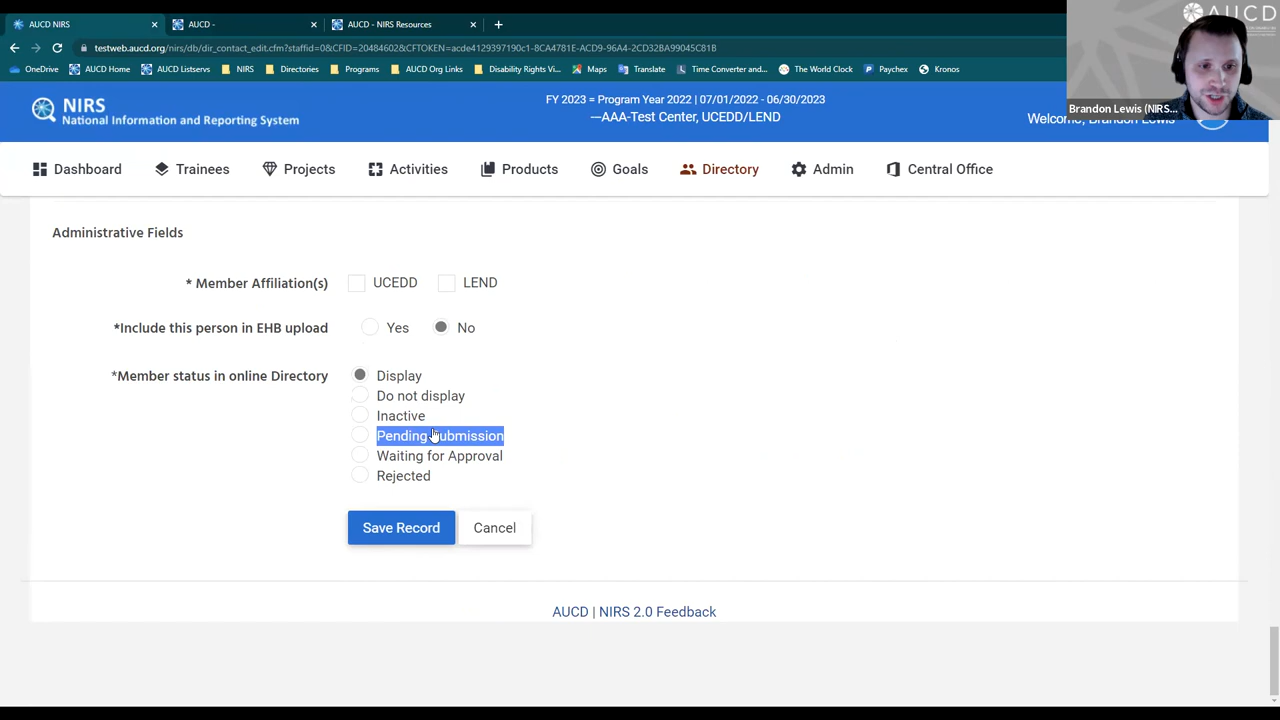 AUCD NIRS
AUCD -
AUCD - NIRS Resources
AUCD
testweb.aucd.org/nirs/db/dir_contact_edit.cfm?staffid=0&CFID=20484602&CFTOKEN=acde4129397190c1-8CA4781E-ACD9-96A4-2CD32BA99045C81B
OneDrive AUCD Home AUCD Listservs NIRS Directories Programs AUCD Org Links Disability Rights Vi... Maps Translate Time Converter and... The World Clock Paychex Kronos
Brandon Lewis (NIRS...
NIRS
National Information and Reporting System
FY 2023 = Program Year 2022 | 07/01/2022 - 06/30/2023
—AAA-Test Center, UCEDD/LEND
Welcome, Brandon Lewis
Dashboard Trainees Projects Activities Products Goals Directory Admin Central Office
Administrative Fields
* Member Affiliation(s) UCEDD LEND
*Include this person in EHB upload Yes No
*Member status in online Directory Display
Do not display
Inactive
Pending Submission
Waiting for Approval
Rejected
Save Record Cancel
AUCD | NIRS 2.0 Feedback